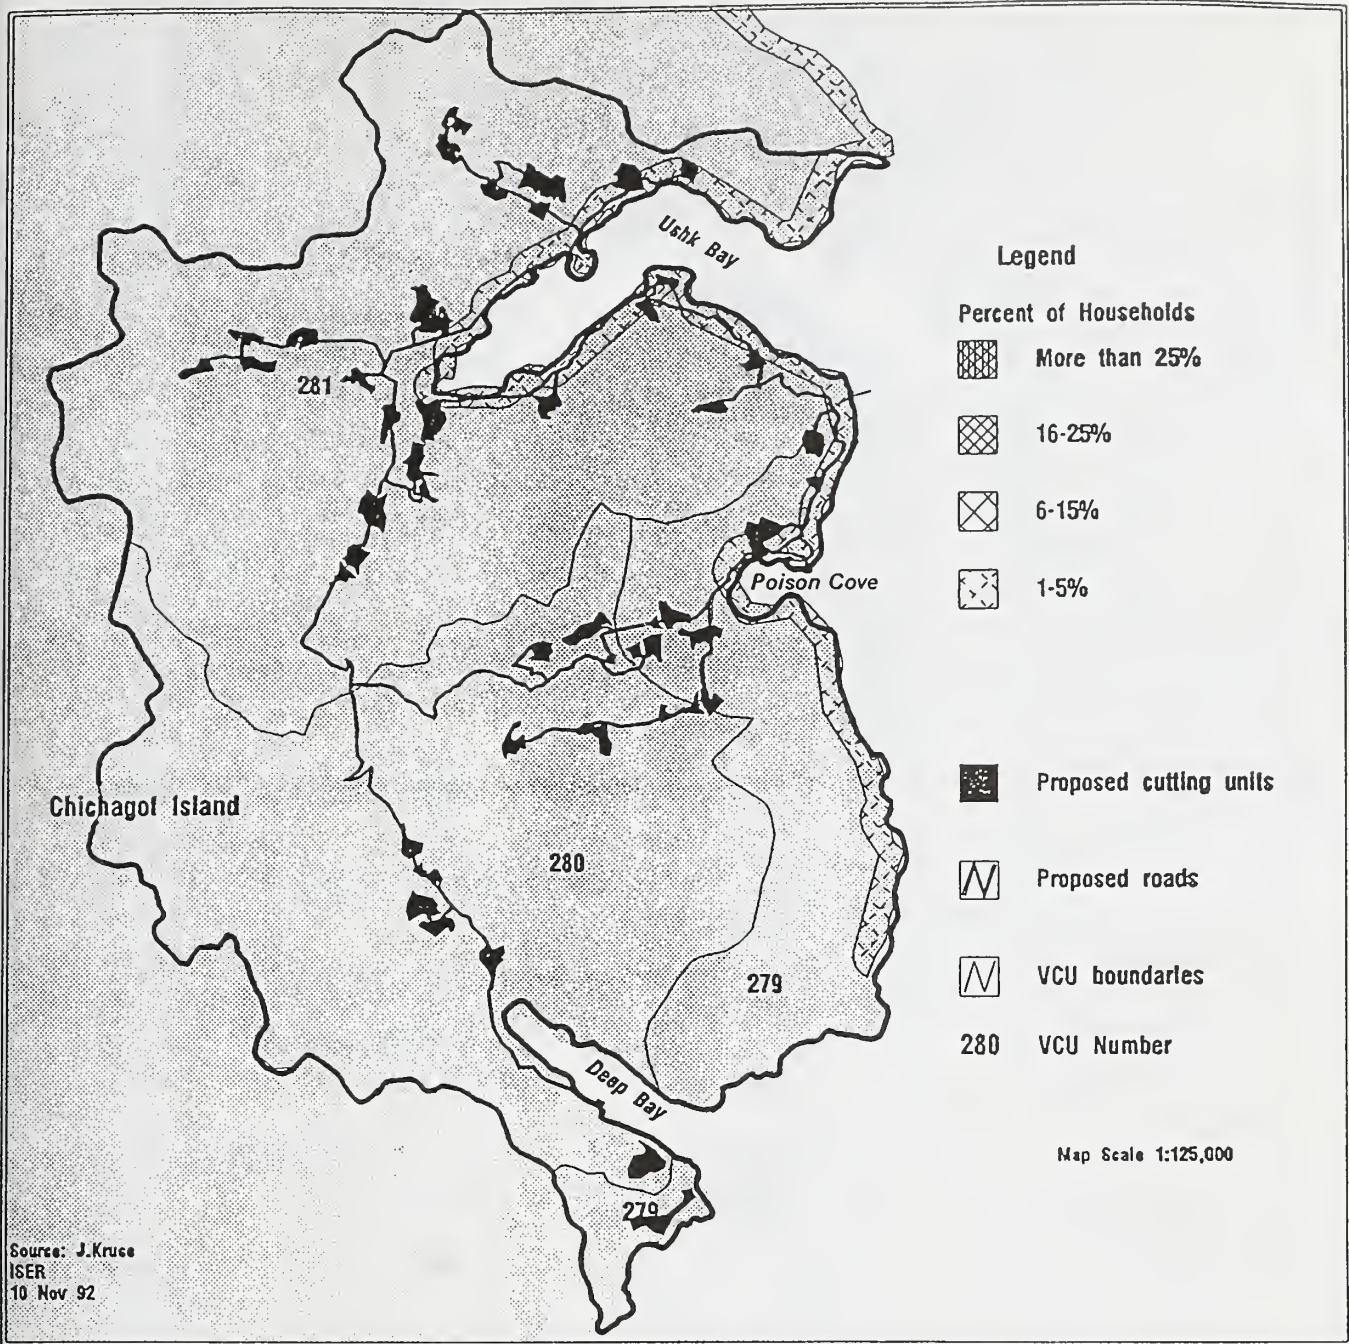 Ushk Bay
281
Poison Cove
Chichagof Island
280
279
Deep Bay
279
Source: J.Kruse
ISER
10 Nov 92
Legend
Percent of Households
More than 25%
16-25%
6-15%
1-5%
Proposed cutting units
Proposed roads
VCU boundaries
280 VCU Number
Map Scale 1:125,000